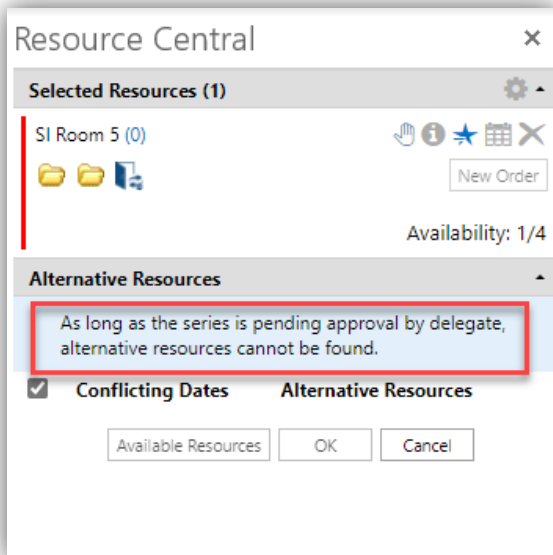 Resource Central
Selected Resources (1)
SI Room 5 (0)
New Order
Availability: 1/4
Alternative Resources
As long as the series is pending approval by delegate,
alternative resources cannot be found.
Conflicting Dates Alternative Resources
Available Resources OK Cancel